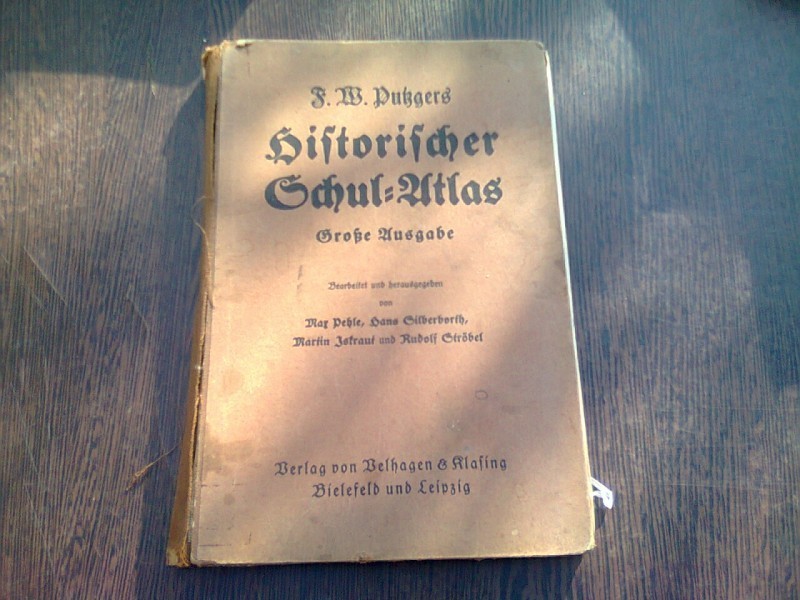 F. W. Putzgers
Hiſtoriſcher
Schul=Atlas
Große Ausgabe
Bearbeitet und herausgegeben
von
Max Pehle, Hans Silberborth,
Martin Iskraut und Rudolf Ströbel
Verlag von Velhagen & Klaſing
Bielefeld und Leipzig